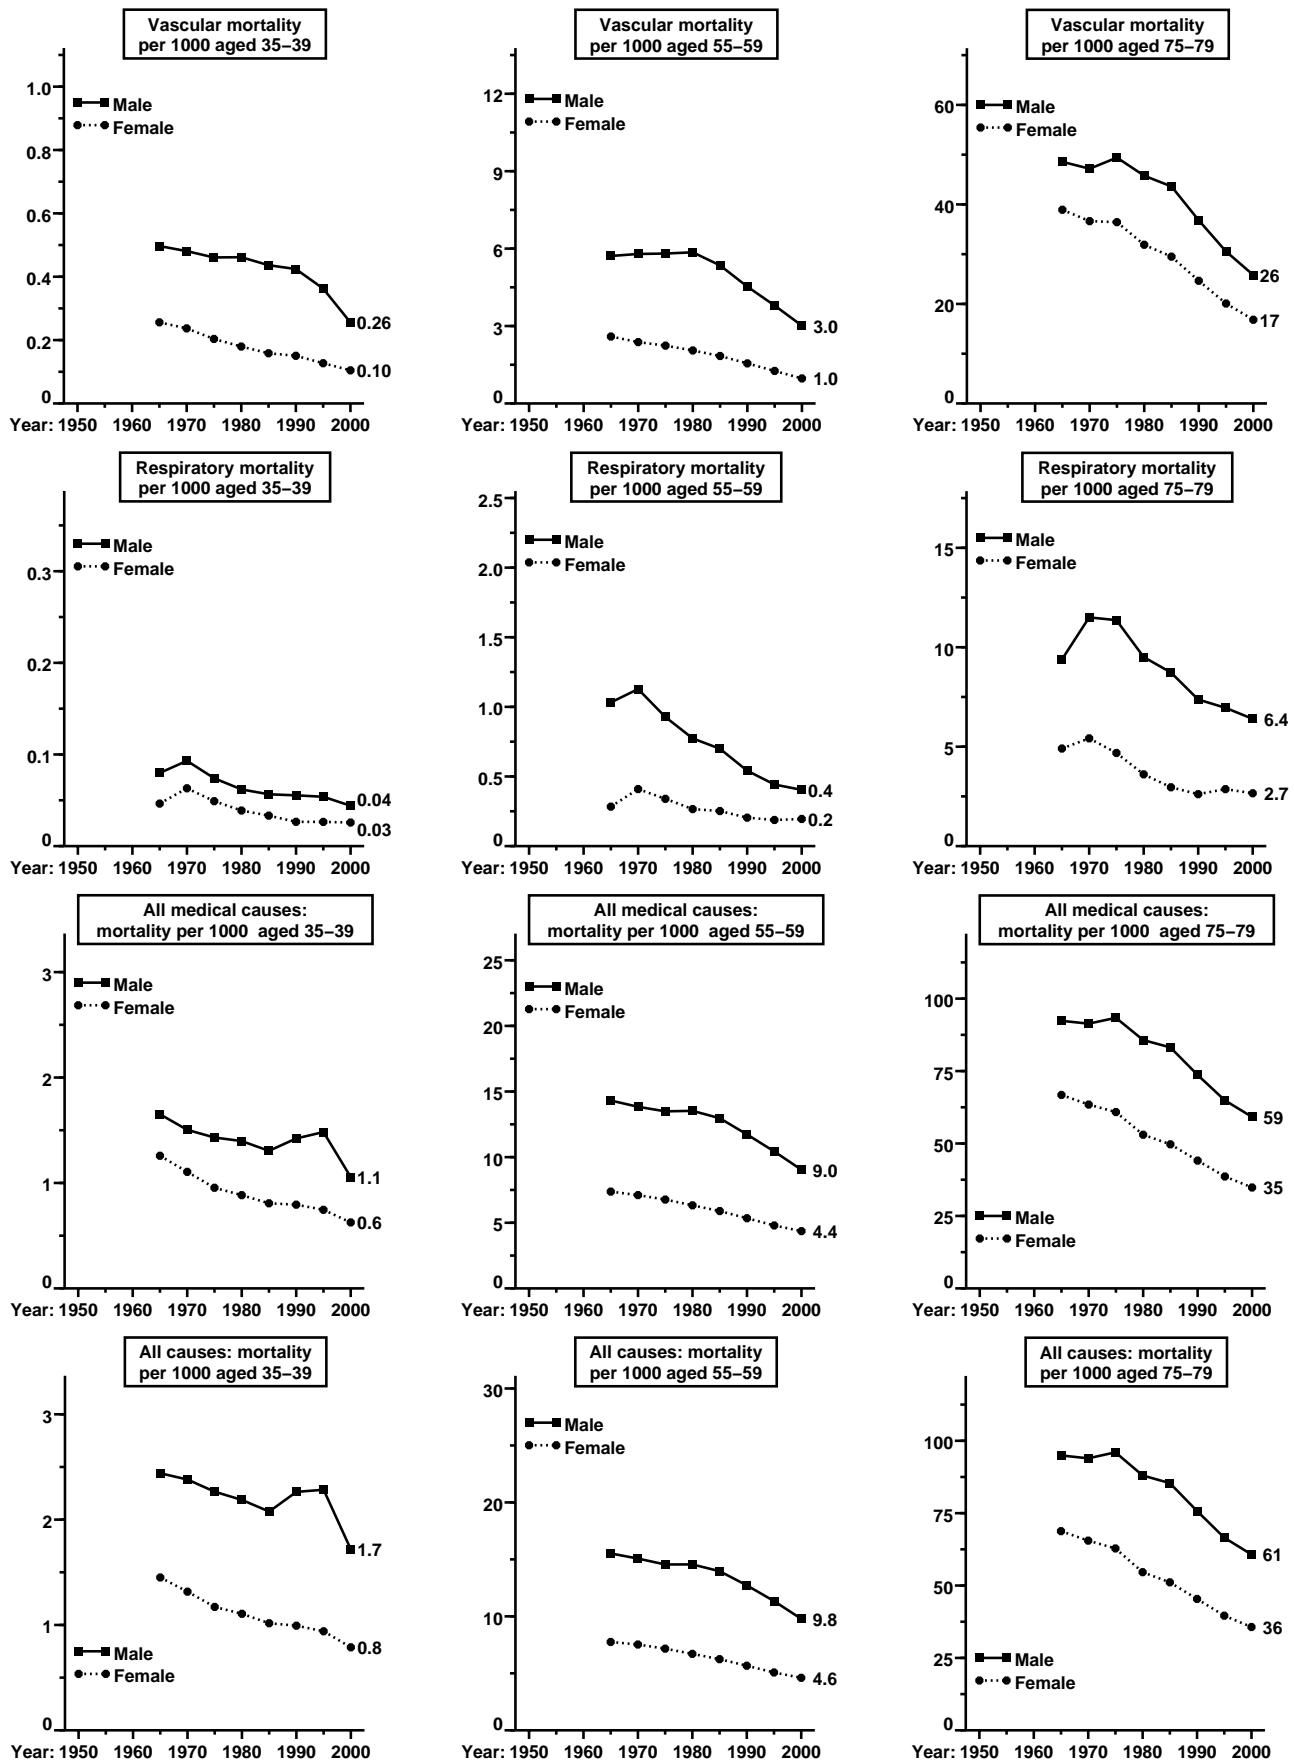 Vascular mortality
per 1000 aged 35–39
1.0
Male
Female
0.8
0.6
0.4
0.2
0
0.26
0.10
Year: 1950 1960 1970 1980 1990 2000
Vascular mortality
per 1000 aged 55–59
12
Male
Female
9
6
3
0
3.0
1.0
Year: 1950 1960 1970 1980 1990 2000
Vascular mortality
per 1000 aged 75–79
60
Male
Female
40
20
0
26
17
Year: 1950 1960 1970 1980 1990 2000
Respiratory mortality
per 1000 aged 35–39
Male
Female
0.3
0.2
0.1
0
0.04
0.03
Year: 1950 1960 1970 1980 1990 2000
Respiratory mortality
per 1000 aged 55–59
2.5
Male
Female
2.0
1.5
1.0
0.5
0
0.4
0.2
Year: 1950 1960 1970 1980 1990 2000
Respiratory mortality
per 1000 aged 75–79
15
Male
Female
10
5
0
6.4
2.7
Year: 1950 1960 1970 1980 1990 2000
All medical causes:
mortality per 1000 aged 35–39
3
Male
Female
2
1
0
1.1
0.6
Year: 1950 1960 1970 1980 1990 2000
All medical causes:
mortality per 1000 aged 55–59
25
Male
Female
20
15
10
5
0
9.0
4.4
Year: 1950 1960 1970 1980 1990 2000
All medical causes:
mortality per 1000 aged 75–79
100
75
50
25
0
59
35
Male
Female
Year: 1950 1960 1970 1980 1990 2000
All causes: mortality
per 1000 aged 35–39
3
2
1
0
1.7
0.8
Male
Female
Year: 1950 1960 1970 1980 1990 2000
All causes: mortality
per 1000 aged 55–59
30
Male
Female
20
10
0
9.8
4.6
Year: 1950 1960 1970 1980 1990 2000
All causes: mortality
per 1000 aged 75–79
100
75
50
25
0
61
36
Male
Female
Year: 1950 1960 1970 1980 1990 2000